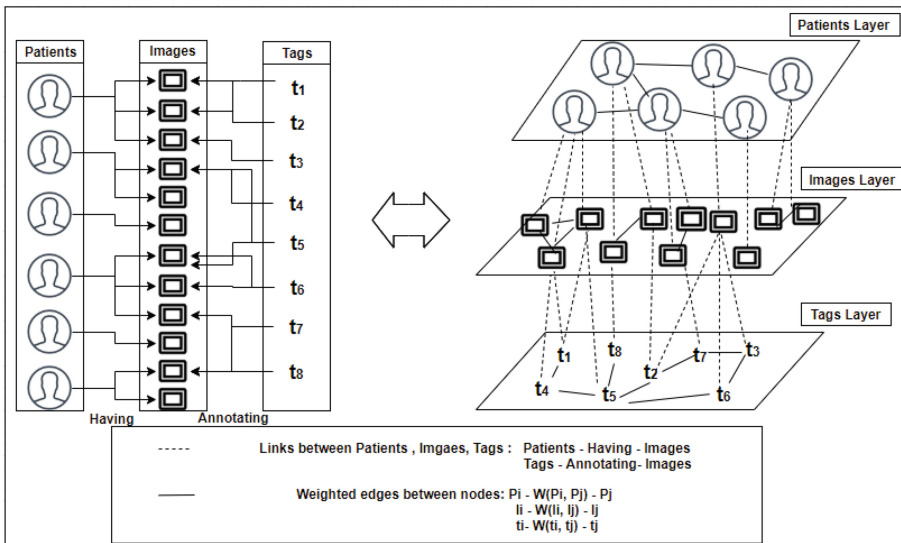 Patients Images Tags
t1
t2
t3
t4
t5
t6
t7
t8
Having Annotating
Patients Layer
Images Layer
Tags Layer
t1 t8 t7 t3
t4 t5 t2 t6
Links between Patients , Imgaes, Tags : Patients - Having - Images
Tags - Annotating- Images
Weighted edges between nodes: Pi - W(Pi, Pj) - Pj
Ii - W(Ii, Ij) - Ij
ti- W(ti, tj) - tj